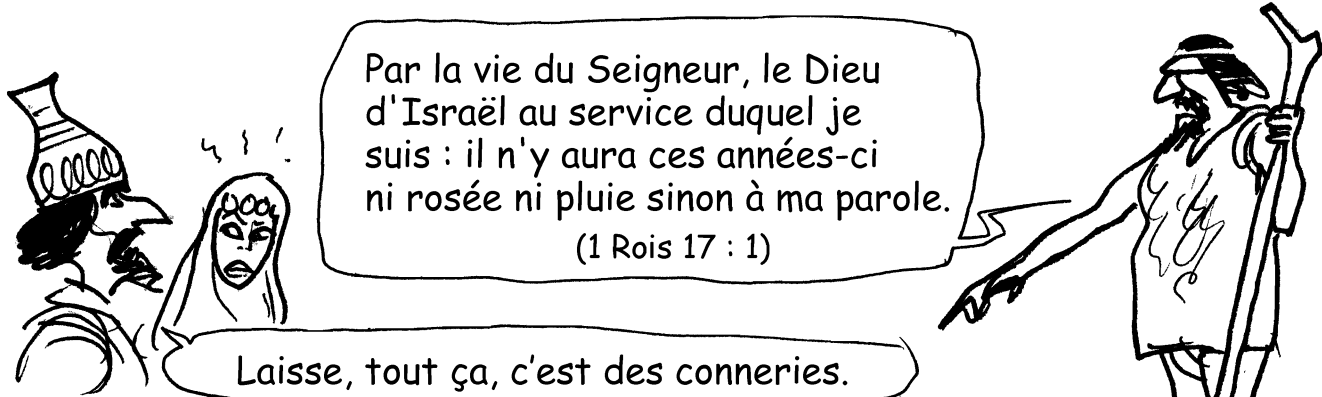 Par la vie du Seigneur, le Dieu
d'Israël au service duquel je
suis : il n'y aura ces années-ci
ni rosée ni pluie sinon à ma parole.
(1 Rois 17 : 1)
Laisse, tout ça, c’est des conneries.